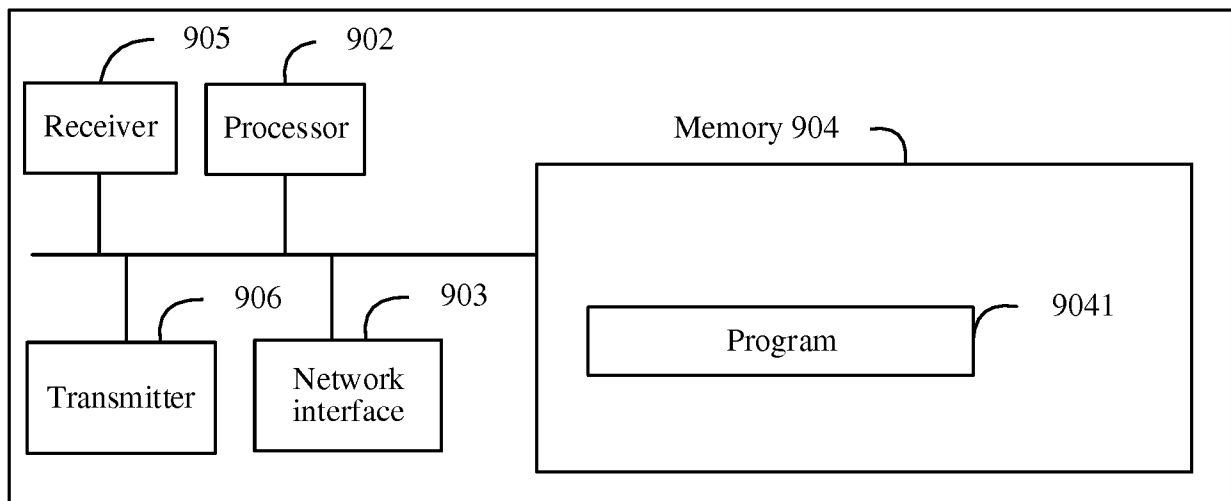 905
902
Receiver
Processor
Memory 904
906
903
9041
Program
Transmitter
Network
interface